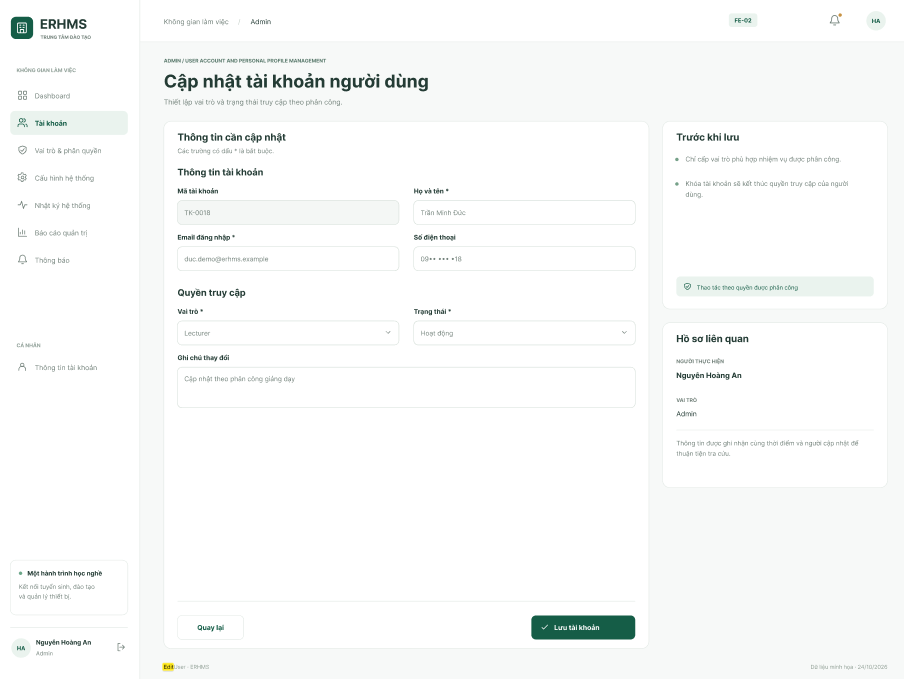 ERHMS
TRUNG TÂM ĐÀO TẠO
KHÔNG GIAN LÀM VIỆC
Dashboard
Tài khoản
Vai trò & phân quyền
Cấu hình hệ thống
Nhật ký hệ thống
Báo cáo quản trị
Thông báo
CÁ NHÂN
Thông tin tài khoản
Một hành trình học nghề
Kết nối tuyển sinh, đào tạo
và quản lý thiết bị.
HA
Nguyễn Hoàng An
Admin
Không gian làm việc / Admin
FE-02
HA
ADMIN / USER ACCOUNT AND PERSONAL PROFILE MANAGEMENT
Cập nhật tài khoản người dùng
Thiết lập vai trò và trạng thái truy cập theo phân công.
Thông tin cần cập nhật
Các trường có dấu * là bắt buộc.
Thông tin tài khoản
Mã tài khoản
Họ và tên *
TK-0018
Trần Minh Đức
Email đăng nhập *
Số điện thoại
duc.demo@erhms.example
09•• ••• •18
Quyền truy cập
Vai trò *
Trạng thái *
Lecturer
Hoạt động
Ghi chú thay đổi
Cập nhật theo phân công giảng dạy
Quay lại
Lưu tài khoản
Trước khi lưu
Chỉ cấp vai trò phù hợp nhiệm vụ được phân công.
Khóa tài khoản sẽ kết thúc quyền truy cập của người
dùng.
Thao tác theo quyền được phân công
Hồ sơ liên quan
NGƯỜI THỰC HIỆN
Nguyễn Hoàng An
VAI TRÒ
Admin
Thông tin được ghi nhận cùng thời điểm và người cập nhật để
thuận tiện tra cứu.
EditUser · ERHMS
Dữ liệu minh họa · 24/10/2026